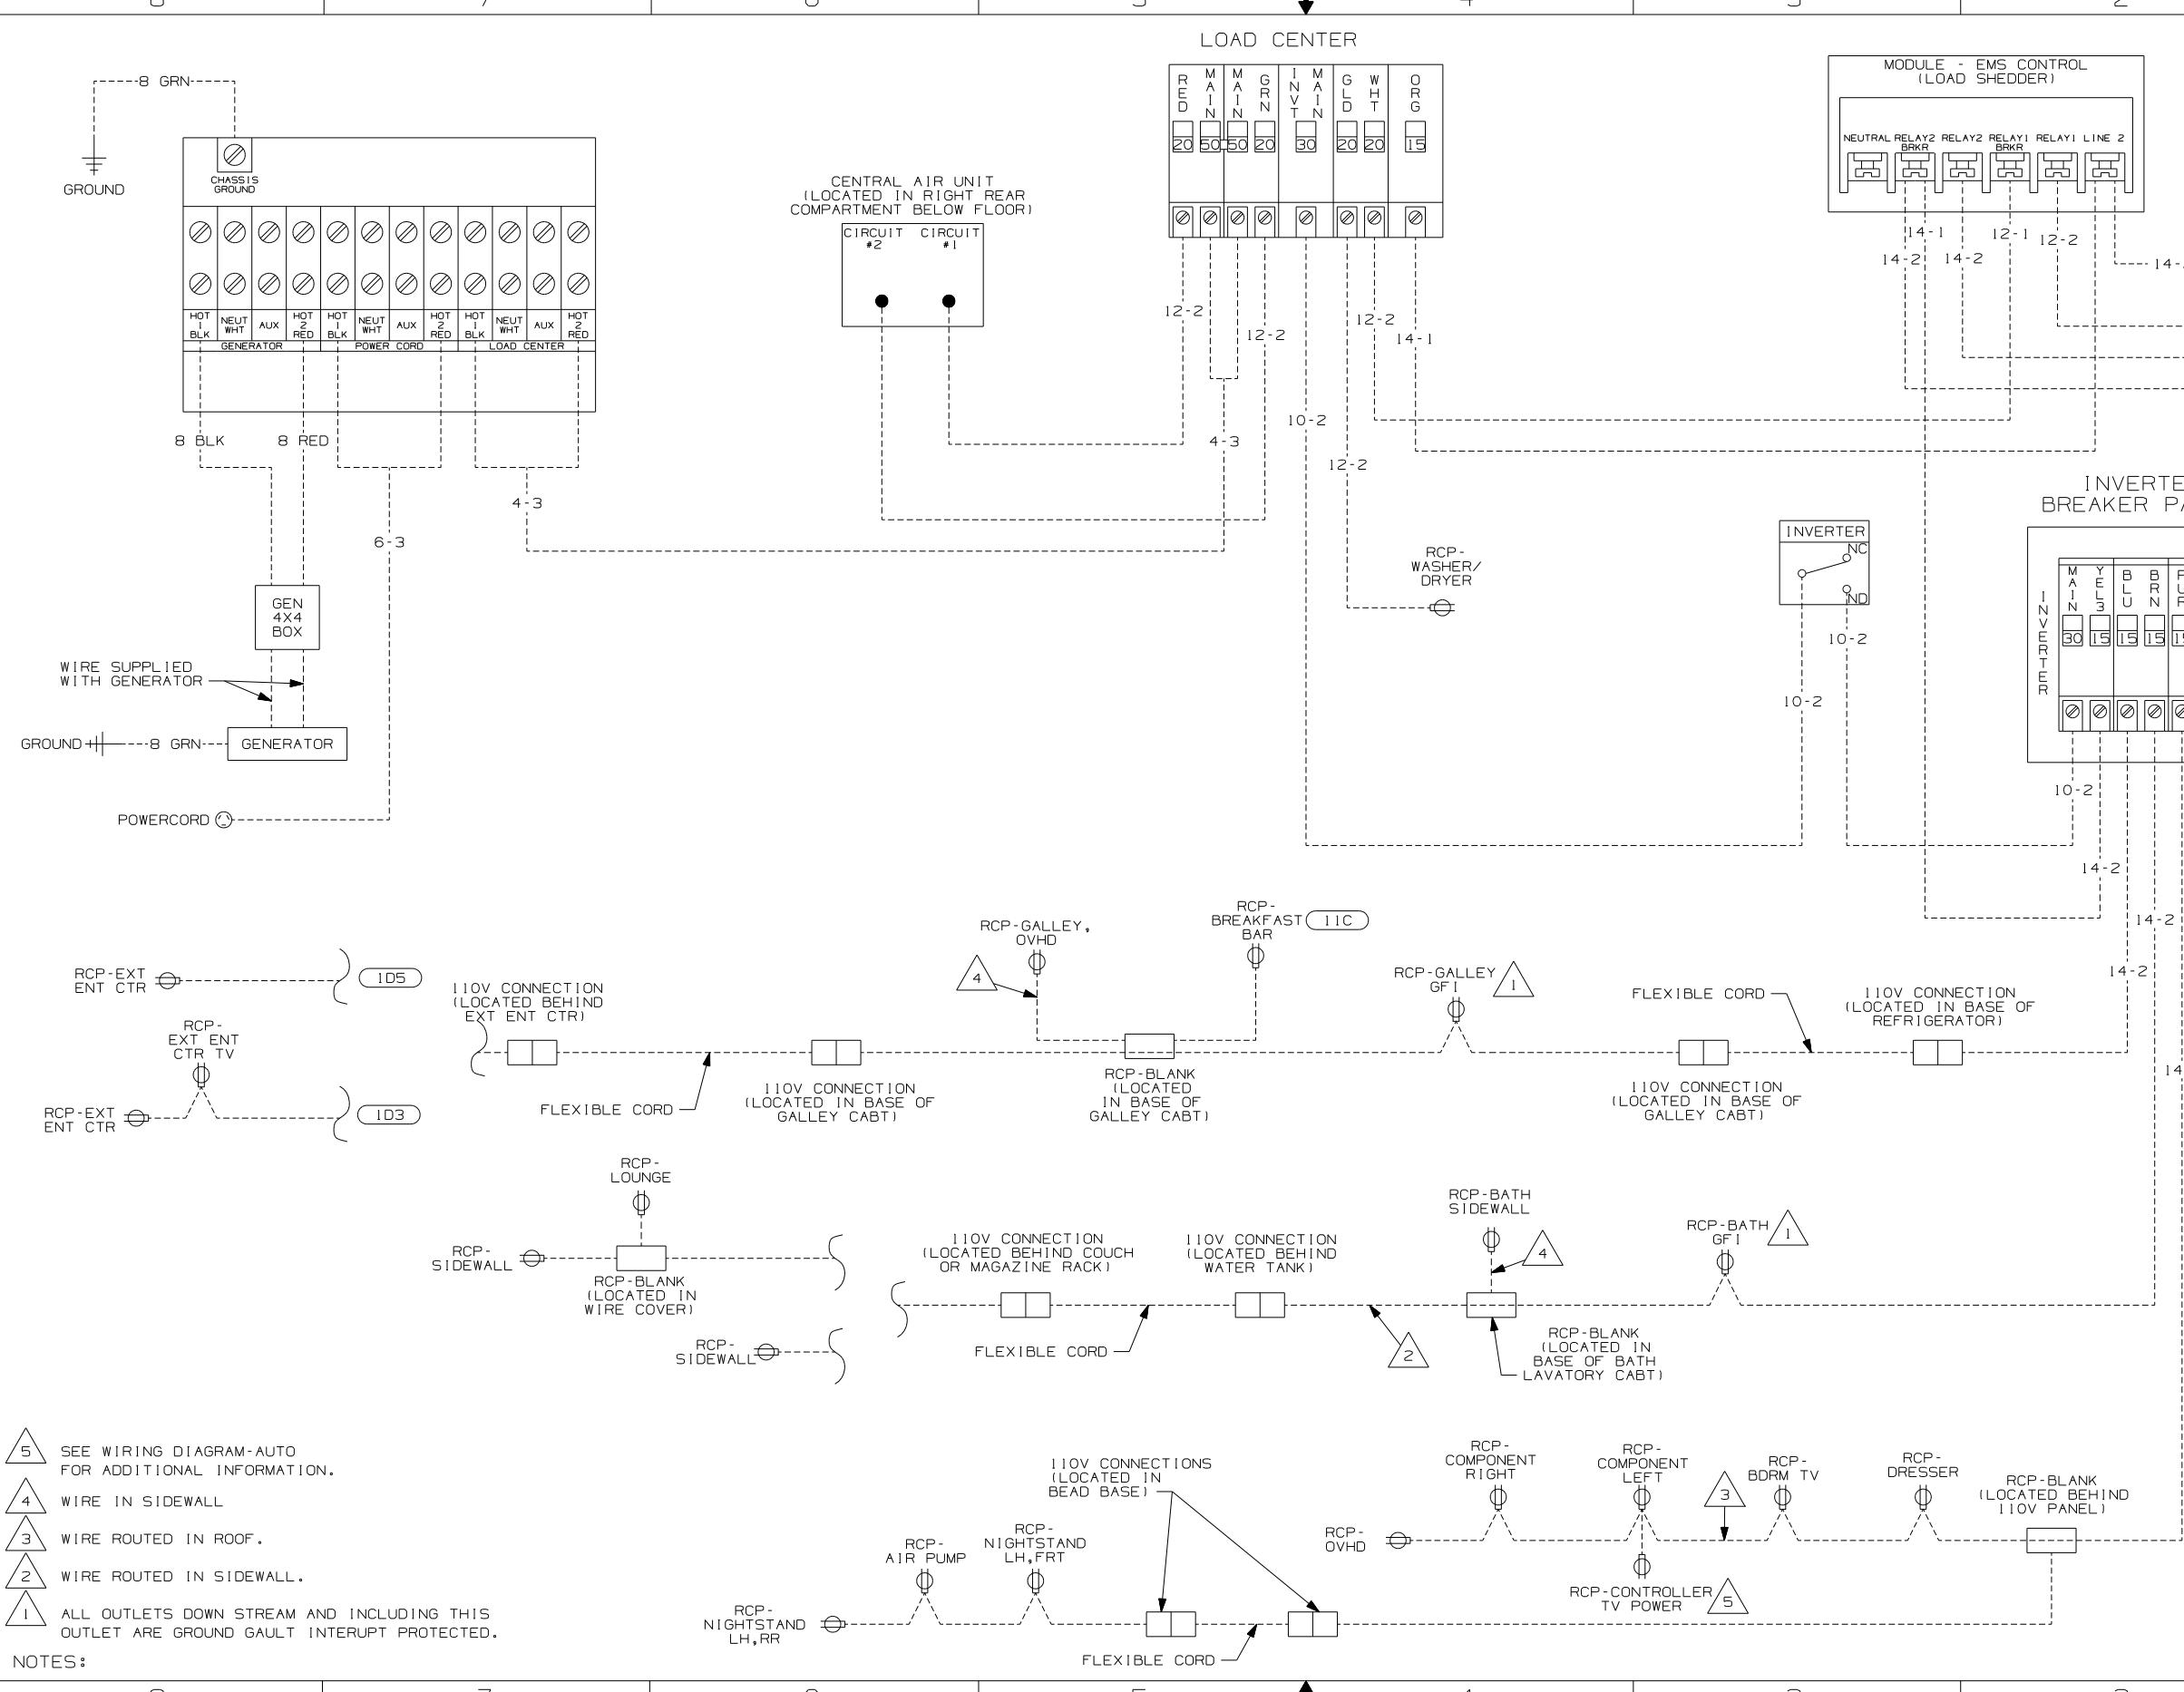 LOAD CENTER
8 GRN
GROUND
CHASSIS
GROUND
HOT 1 BLK
NEUT WHT
AUX
HOT 2 RED
HOT 1 BLK
NEUT WHT
AUX
HOT 2 RED
HOT 1 BLK
NEUT WHT
AUX
HOT 2 RED
GENERATOR
POWER CORD
LOAD CENTER
8 BLK
8 RED
4-3
6-3
GEN
4X4
BOX
WIRE SUPPLIED
WITH GENERATOR
GROUND
8 GRN
GENERATOR
POWERCORD
CENTRAL AIR UNIT
(LOCATED IN RIGHT REAR
COMPARTMENT BELOW FLOOR)
CIRCUIT
#2
CIRCUIT
#1
RED
MAIN
MAIN
GRN
INVT
MAIN
GLD
WHT
ORG
20
50
50
20
30
20
20
15
12-2
12-2
12-2
14-1
10-2
4-3
12-2
RCP-
WASHER/
DRYER
MODULE - EMS CONTROL
(LOAD SHEDDER)
NEUTRAL
RELAY2
BRKR
RELAY2
RELAY1
BRKR
RELAY1
LINE 2
14-1
12-1
12-2
14-2
14-2
14-
INVERTE
BREAKER PA
INVERTER
NC
NO
10-2
10-2
INVERTER
MAIN
YEL3
BLU
BRN
30
15
15
15
10-2
14-2
14-2
14-2
14
RCP-EXT
ENT CTR
1D5
RCP-
EXT ENT
CTR TV
RCP-EXT
ENT CTR
1D3
110V CONNECTION
(LOCATED BEHIND
EXT ENT CTR)
FLEXIBLE CORD
110V CONNECTION
(LOCATED IN BASE OF
GALLEY CABT)
RCP-GALLEY,
OVHD
4
RCP-
BREAKFAST
BAR
11C
RCP-BLANK
(LOCATED
IN BASE OF
GALLEY CABT)
RCP-GALLEY
GFI
1
FLEXIBLE CORD
110V CONNECTION
(LOCATED IN BASE OF
GALLEY CABT)
110V CONNECTION
(LOCATED IN BASE OF
REFRIGERATOR)
RCP-
LOUNGE
RCP-
SIDEWALL
RCP-BLANK
(LOCATED IN
WIRE COVER)
RCP-
SIDEWALL
110V CONNECTION
(LOCATED BEHIND COUCH
OR MAGAZINE RACK)
FLEXIBLE CORD
110V CONNECTION
(LOCATED BEHIND
WATER TANK)
2
RCP-BATH
SIDEWALL
4
RCP-BLANK
(LOCATED IN
BASE OF BATH
LAVATORY CABT)
RCP-BATH
GFI
1
110V CONNECTIONS
(LOCATED IN
BEAD BASE)
RCP-
COMPONENT
RIGHT
RCP-
COMPONENT
LEFT
3
RCP-
BDRM TV
RCP-
DRESSER
RCP-BLANK
(LOCATED BEHIND
110V PANEL)
RCP-
OVHD
RCP-CONTROLLER
TV POWER
5
RCP-
AIR PUMP
RCP-
NIGHTSTAND
LH,FRT
RCP-
NIGHTSTAND
LH,RR
FLEXIBLE CORD
5 SEE WIRING DIAGRAM-AUTO
FOR ADDITIONAL INFORMATION.
4 WIRE IN SIDEWALL
3 WIRE ROUTED IN ROOF.
2 WIRE ROUTED IN SIDEWALL.
1 ALL OUTLETS DOWN STREAM AND INCLUDING THIS
OUTLET ARE GROUND GAULT INTERUPT PROTECTED.
NOTES: